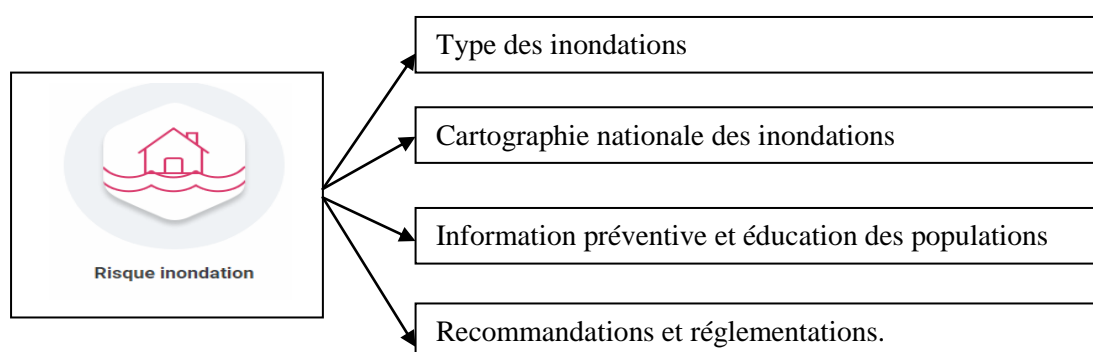 Type des inondations
Cartographie nationale des inondations
Risque inondation
Information préventive et éducation des populations
Recommandations et réglementations.